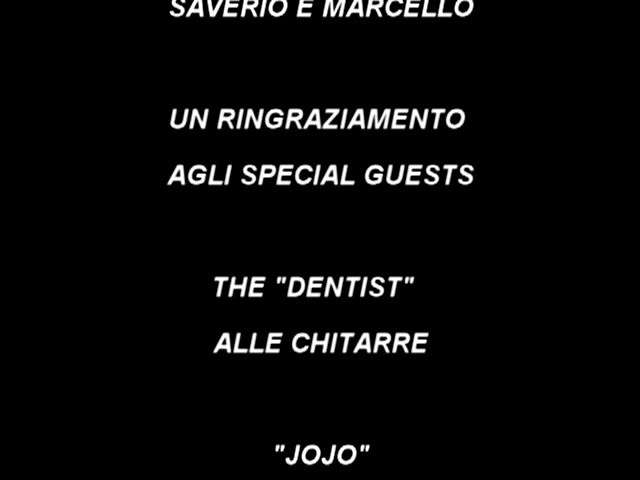 SAVERIO E MARCELLO
UN RINGRAZIAMENTO
AGLI SPECIAL GUESTS
THE "DENTIST"
ALLE CHITARRE
"JOJO"